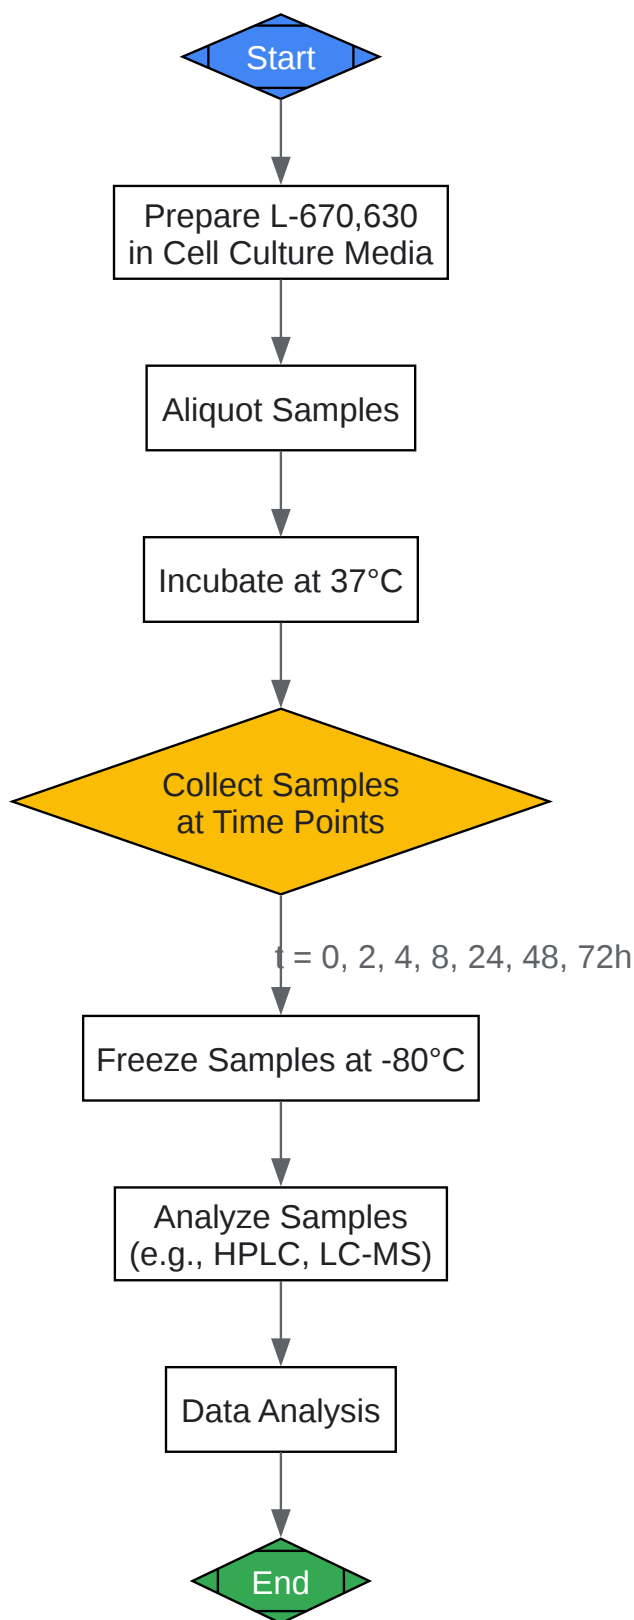 Start
Prepare L-670,630
in Cell Culture Media
Aliquot Samples
Incubate at 37°C
Collect Samples
at Time Points
t = 0, 2, 4, 8, 24, 48, 72h
Freeze Samples at -80°C
Analyze Samples
(e.g., HPLC, LC-MS)
Data Analysis
End